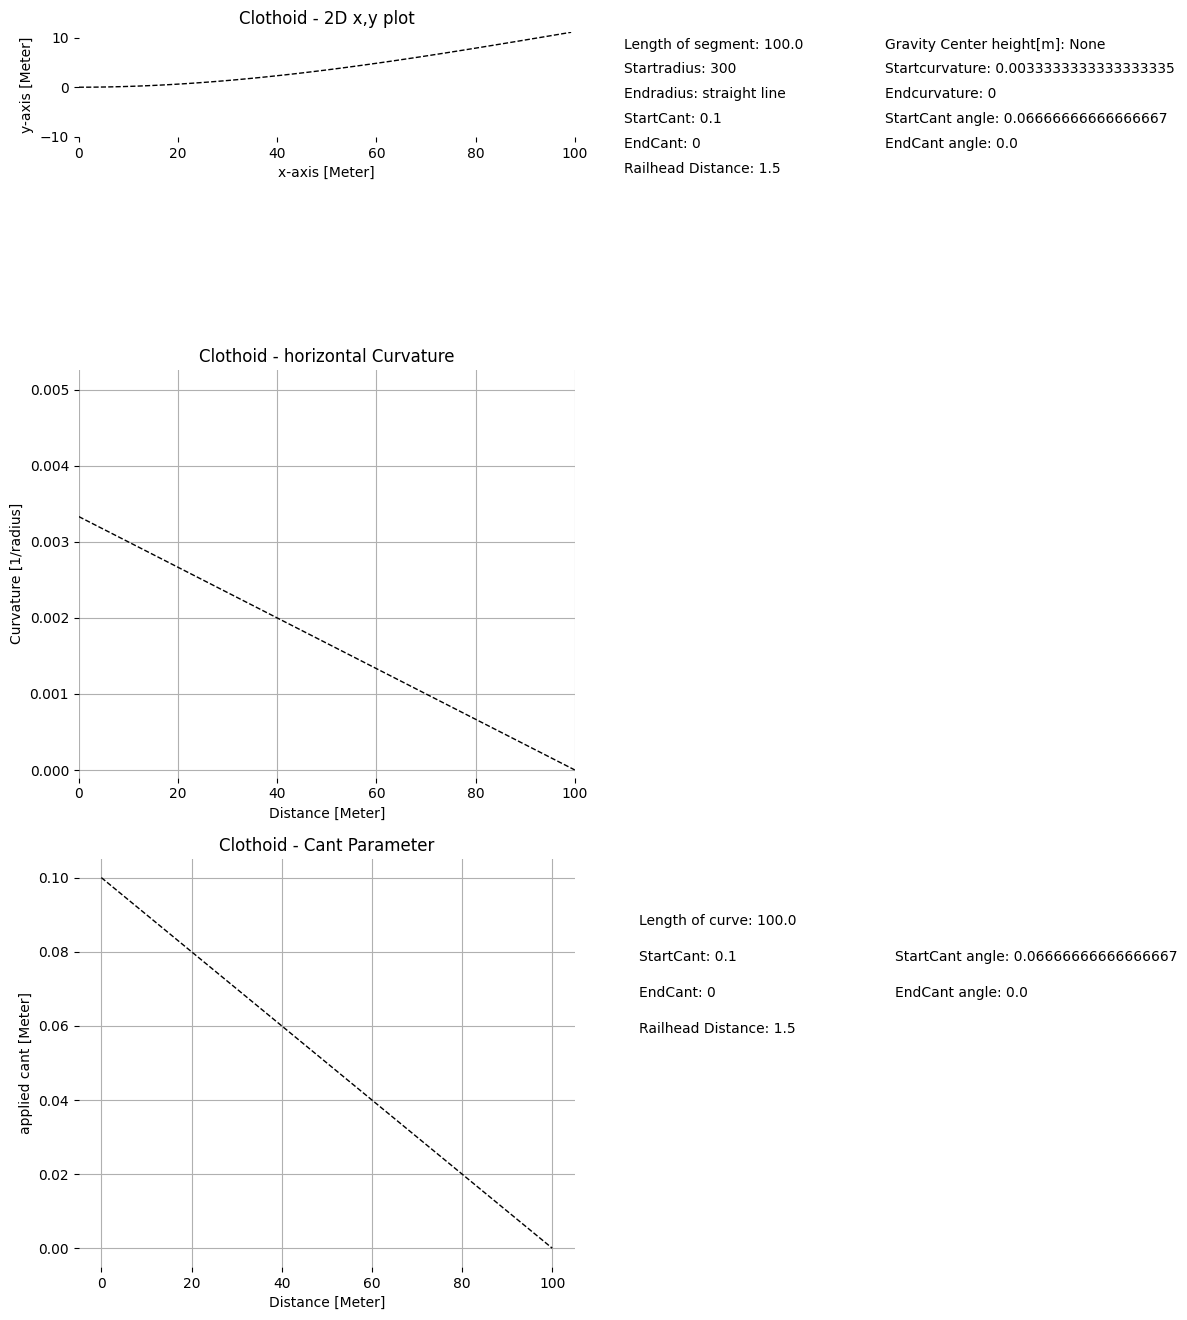 Clothoid - 2D x,y plot
y-axis [Meter]
10
0
−10
0 20 40 60 80 100
x-axis [Meter]
Length of segment: 100.0
Startradius: 300
Endradius: straight line
StartCant: 0.1
EndCant: 0
Railhead Distance: 1.5
Gravity Center height[m]: None
Startcurvature: 0.0033333333333333335
Endcurvature: 0
StartCant angle: 0.06666666666666667
EndCant angle: 0.0
Clothoid - horizontal Curvature
Curvature [1/radius]
0.005
0.004
0.003
0.002
0.001
0.000
0 20 40 60 80 100
Distance [Meter]
Clothoid - Cant Parameter
applied cant [Meter]
0.10
0.08
0.06
0.04
0.02
0.00
0 20 40 60 80 100
Distance [Meter]
Length of curve: 100.0
StartCant: 0.1
EndCant: 0
Railhead Distance: 1.5
StartCant angle: 0.06666666666666667
EndCant angle: 0.0